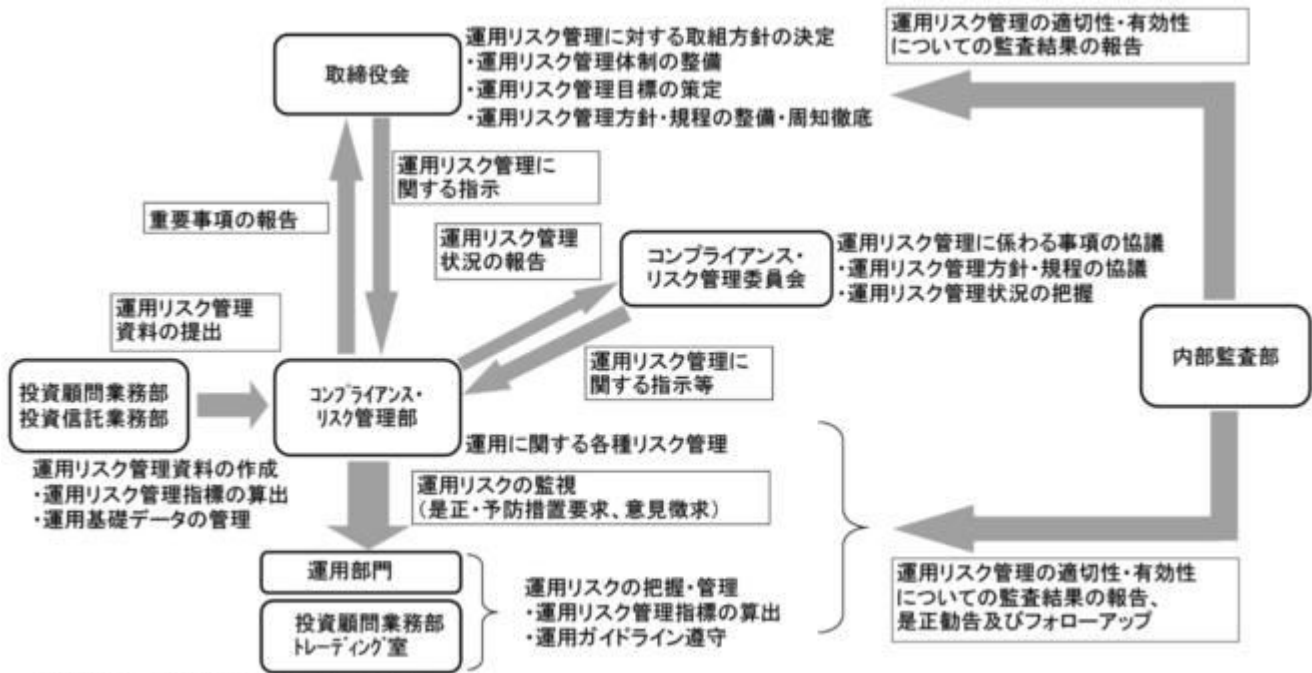 運用リスク管理に対する取組方針の決定
・運用リスク管理体制の整備
・運用リスク管理目標の策定
・運用リスク管理方針・規程の整備・周知徹底
取締役会
運用リスク管理の適切性・有効性
についての監査結果の報告
運用リスク管理に
関する指示
重要事項の報告
運用リスク管理
状況の報告
コンプライアンス・
リスク管理委員会
運用リスク管理に係わる事項の協議
・運用リスク管理方針・規程の協議
・運用リスク管理状況の把握
運用リスク管理
資料の提出
内部監査部
運用リスク管理に
関する指示等
投資顧問業務部
投資信託業務部
コンプライアンス・
リスク管理部
運用に関する各種リスク管理
運用リスク管理資料の作成
・運用リスク管理指標の算出
・運用基礎データの管理
運用リスクの監視
(是正・予防措置要求、意見徴求)
運用部門
投資顧問業務部
トレーディング室
運用リスクの把握・管理
・運用リスク管理指標の算出
・運用ガイドライン遵守
運用リスク管理の適切性・有効性
についての監査結果の報告、
是正勧告及びフォローアップ